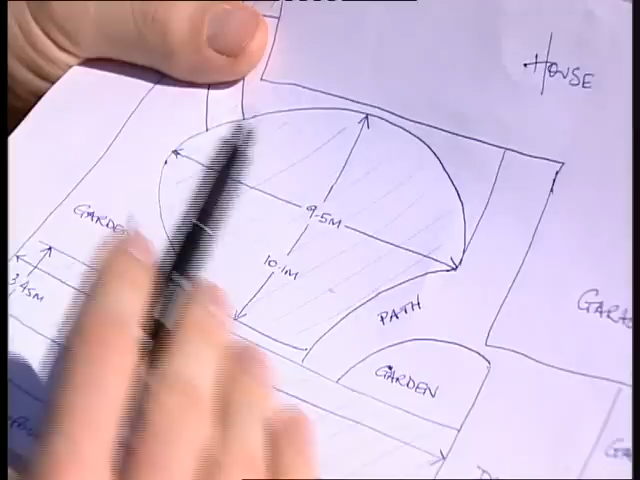 HOUSE
GARDEN
9.5M
10.1M
3.45M
PATH
GARDEN